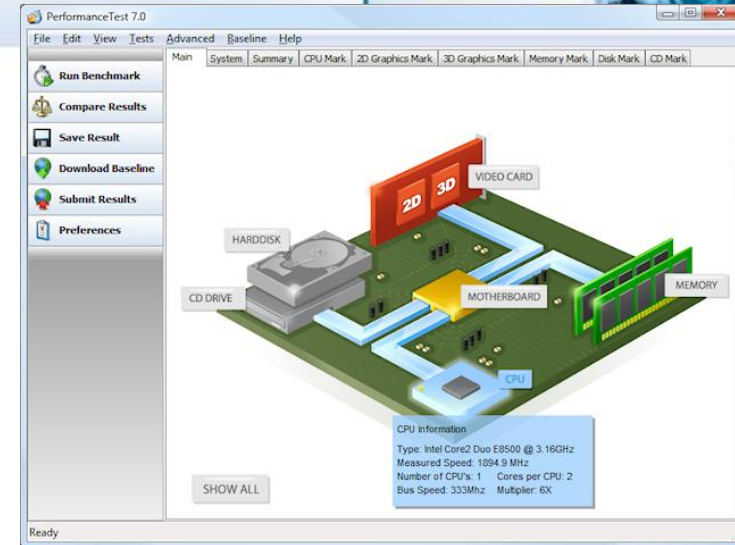 PerformanceTest 7.0
File Edit View Tests Advanced Baseline Help
Main System Summary CPU Mark 2D Graphics Mark 3D Graphics Mark Memory Mark Disk Mark CD Mark
Run Benchmark
Compare Results
Save Result
Download Baseline
Submit Results
Preferences
VIDEO CARD
2D 3D
HARDDISK
CD DRIVE
MOTHERBOARD
MEMORY
CPU
CPU Information
Type: Intel Core2 Duo E8500 @ 3.16GHz
Measured Speed: 1894.9 MHz
Number of CPU's: 1 Cores per CPU: 2
Bus Speed: 333Mhz Multiplier: 6X
SHOW ALL
Ready